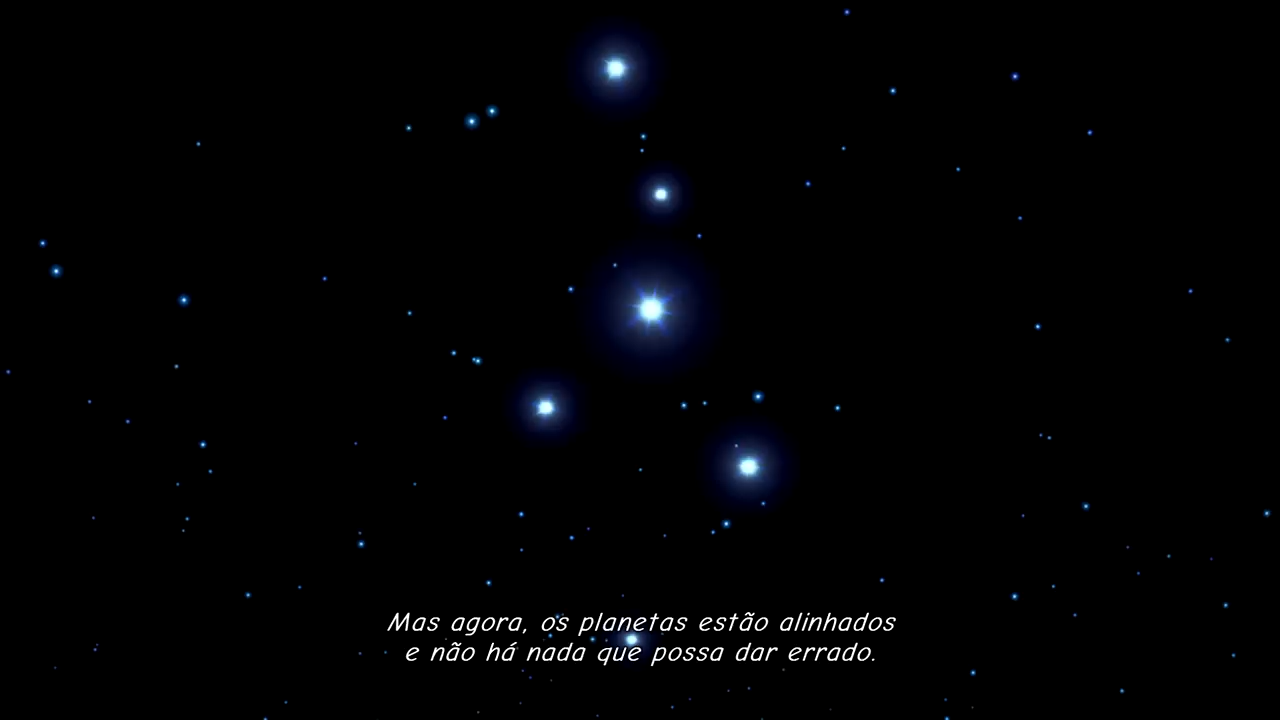 Mas agora, os planetas estão alinhados
e não há nada que possa dar errado.